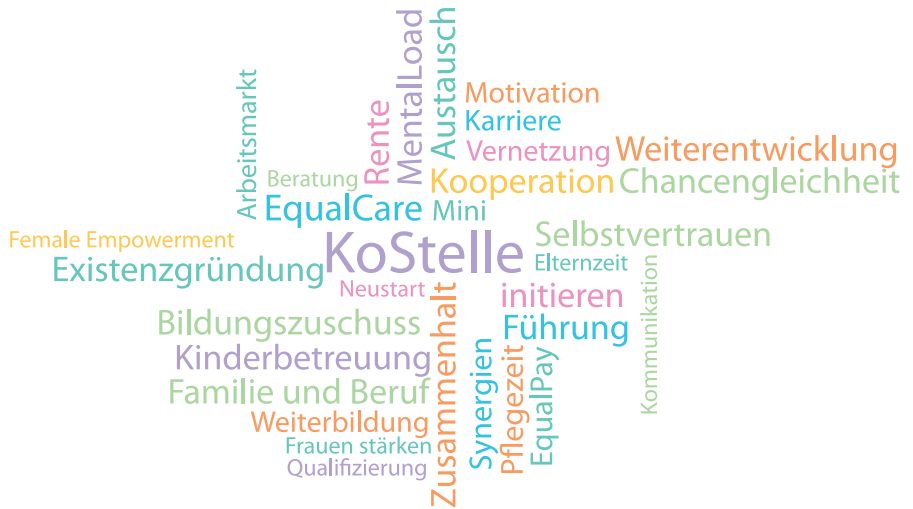 MentalLoad
Austausch
Arbeitsmarkt
Rente
Motivation
Karriere
Vernetzung
Weiterentwicklung
Beratung
Kooperation
Chancengleichheit
EqualCare
Mini
Female Empowerment
KoStelle
Selbstvertrauen
Existenzgründung
Elternzeit
Neustart
initieren
Kommunikation
Bildungszuschuss
Führung
Zusammenhalt
Kinderbetreuung
Synergien
Pflegezeit
EqualPay
Familie und Beruf
Weiterbildung
Frauen stärken
Qualifizierung